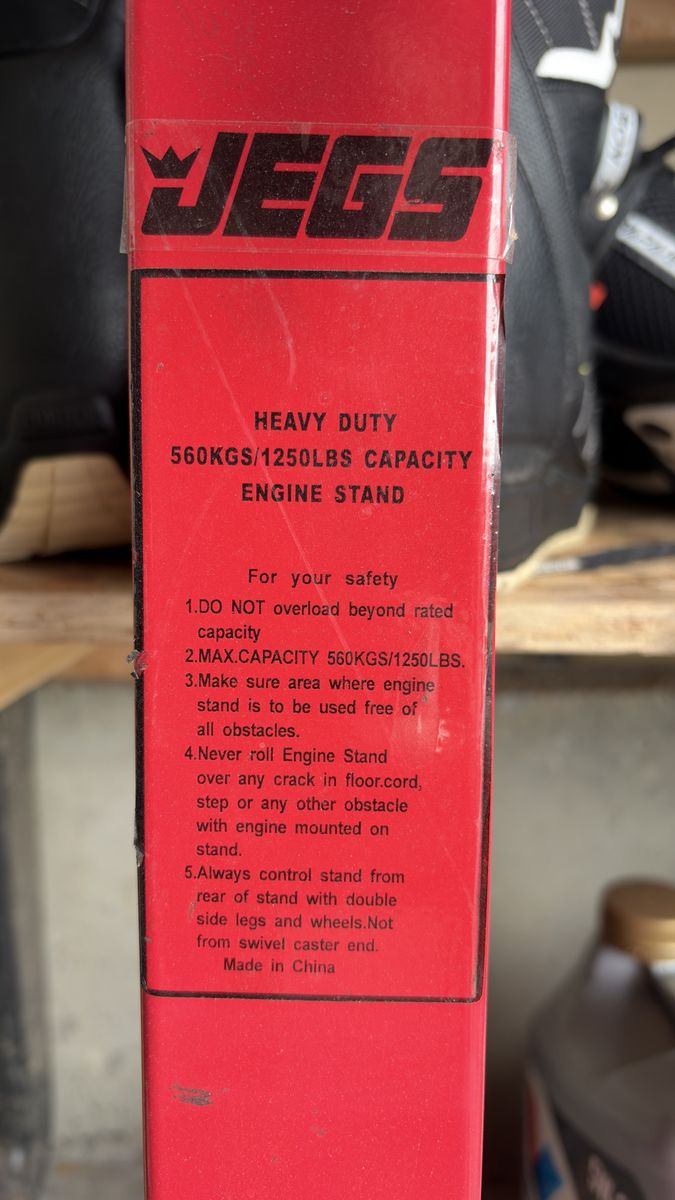 JEGS
HEAVY DUTY
560KGS/1250LBS CAPACITY
ENGINE STAND
For your safety
1.DO NOT overload beyond rated
capacity
2.MAX.CAPACITY 560KGS/1250LBS.
3.Make sure area where engine
stand is to be used free of
all obstacles.
4.Never roll Engine Stand
over any crack in floor.cord,
step or any other obstacle
with engine mounted on
stand.
5.Always control stand from
rear of stand with double
side legs and wheels.Not
from swivel caster end.
Made in China